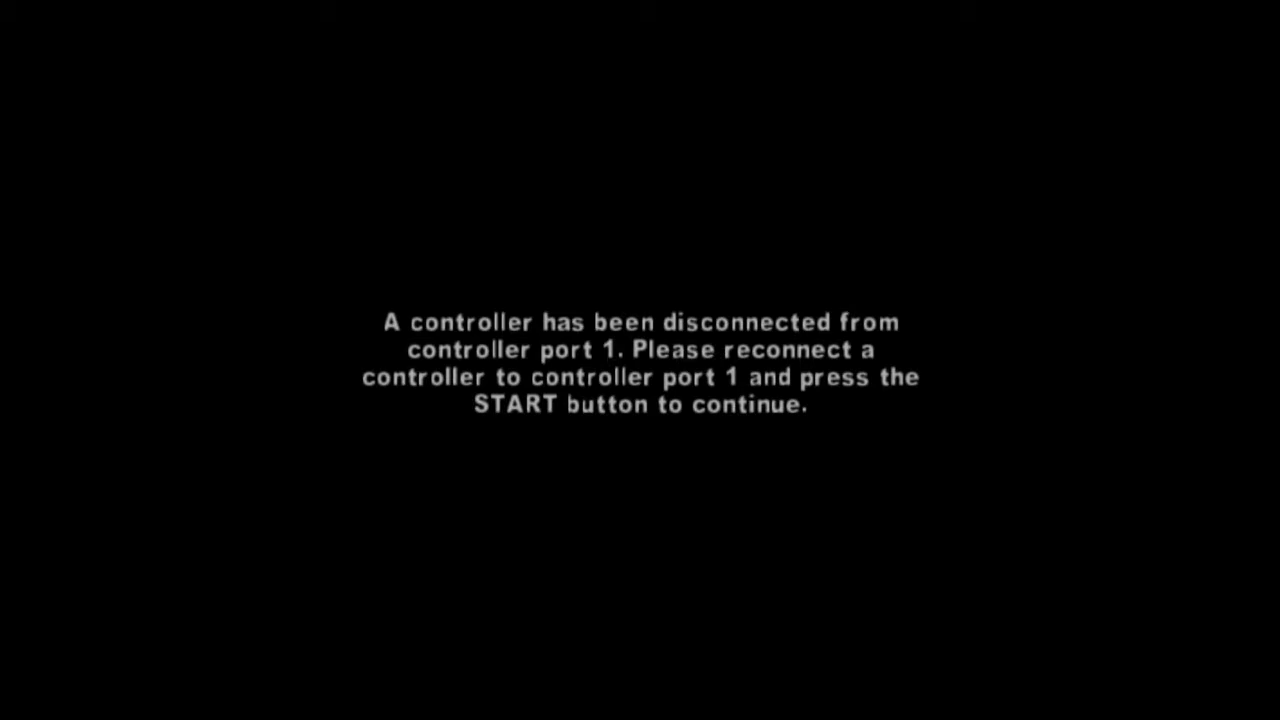 A controller has been disconnected from
controller port 1. Please reconnect a
controller to controller port 1 and press the
START button to continue.